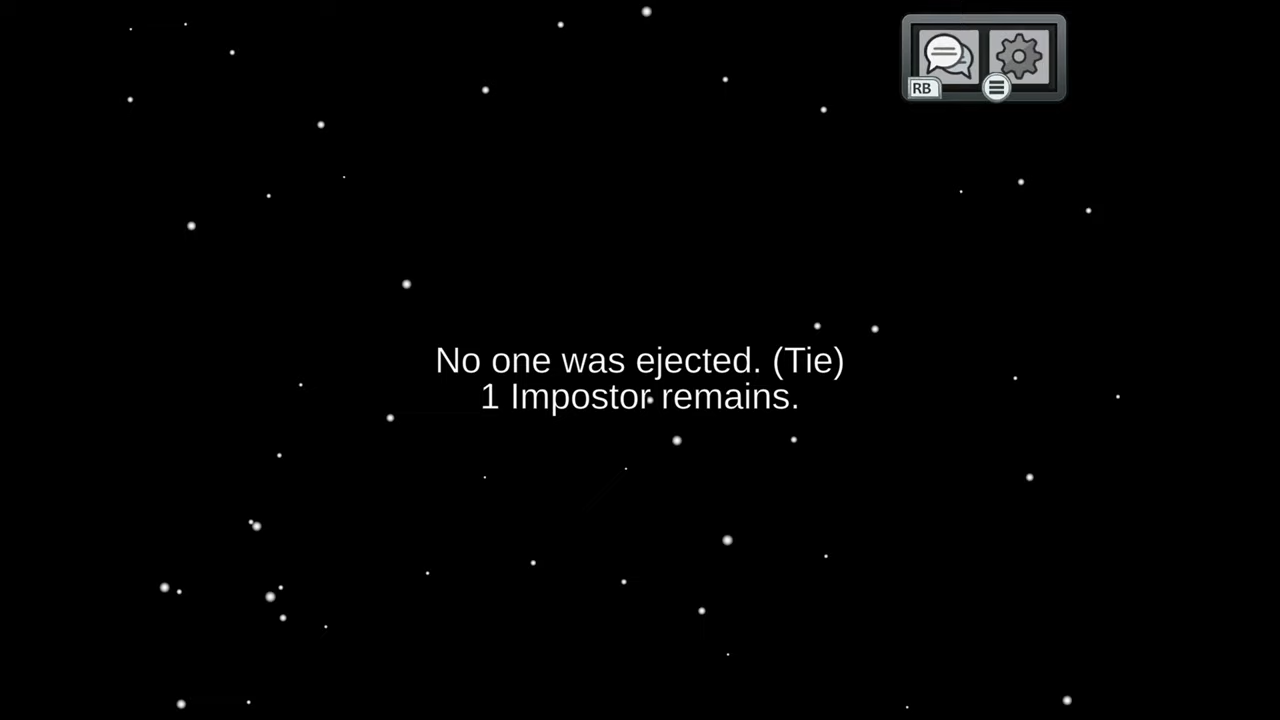 RB
No one was ejected. (Tie)
1 Impostor remains.